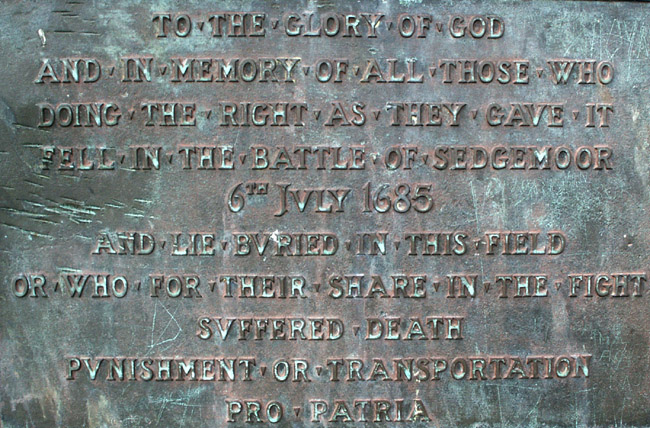 TO · THE · GLORY · OF · GOD
AND · IN · MEMORY · OF · ALL · THOSE · WHO
DOING · THE · RIGHT · AS · THEY · GAVE · IT
FELL · IN · THE · BATTLE · OF · SEDGEMOOR
6TH JVLY 1685
AND · LIE · BVRIED · IN · THIS · FIELD
OR · WHO · FOR · THEIR · SHARE · IN · THE · FIGHT
SVFFERED · DEATH
PVNISHMENT · OR · TRANSPORTATION
PRO · PATRIA